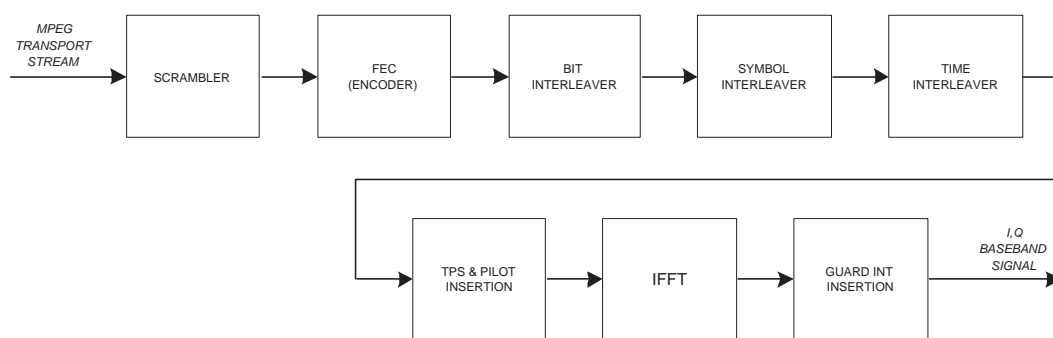 MPEG
TRANSPORT
STREAM
SCRAMBLER
FEC
(ENCODER)
BIT
INTERLEAVER
SYMBOL
INTERLEAVER
TIME
INTERLEAVER
TPS & PILOT
INSERTION
IFFT
GUARD INT
INSERTION
I,Q
BASEBAND
SIGNAL